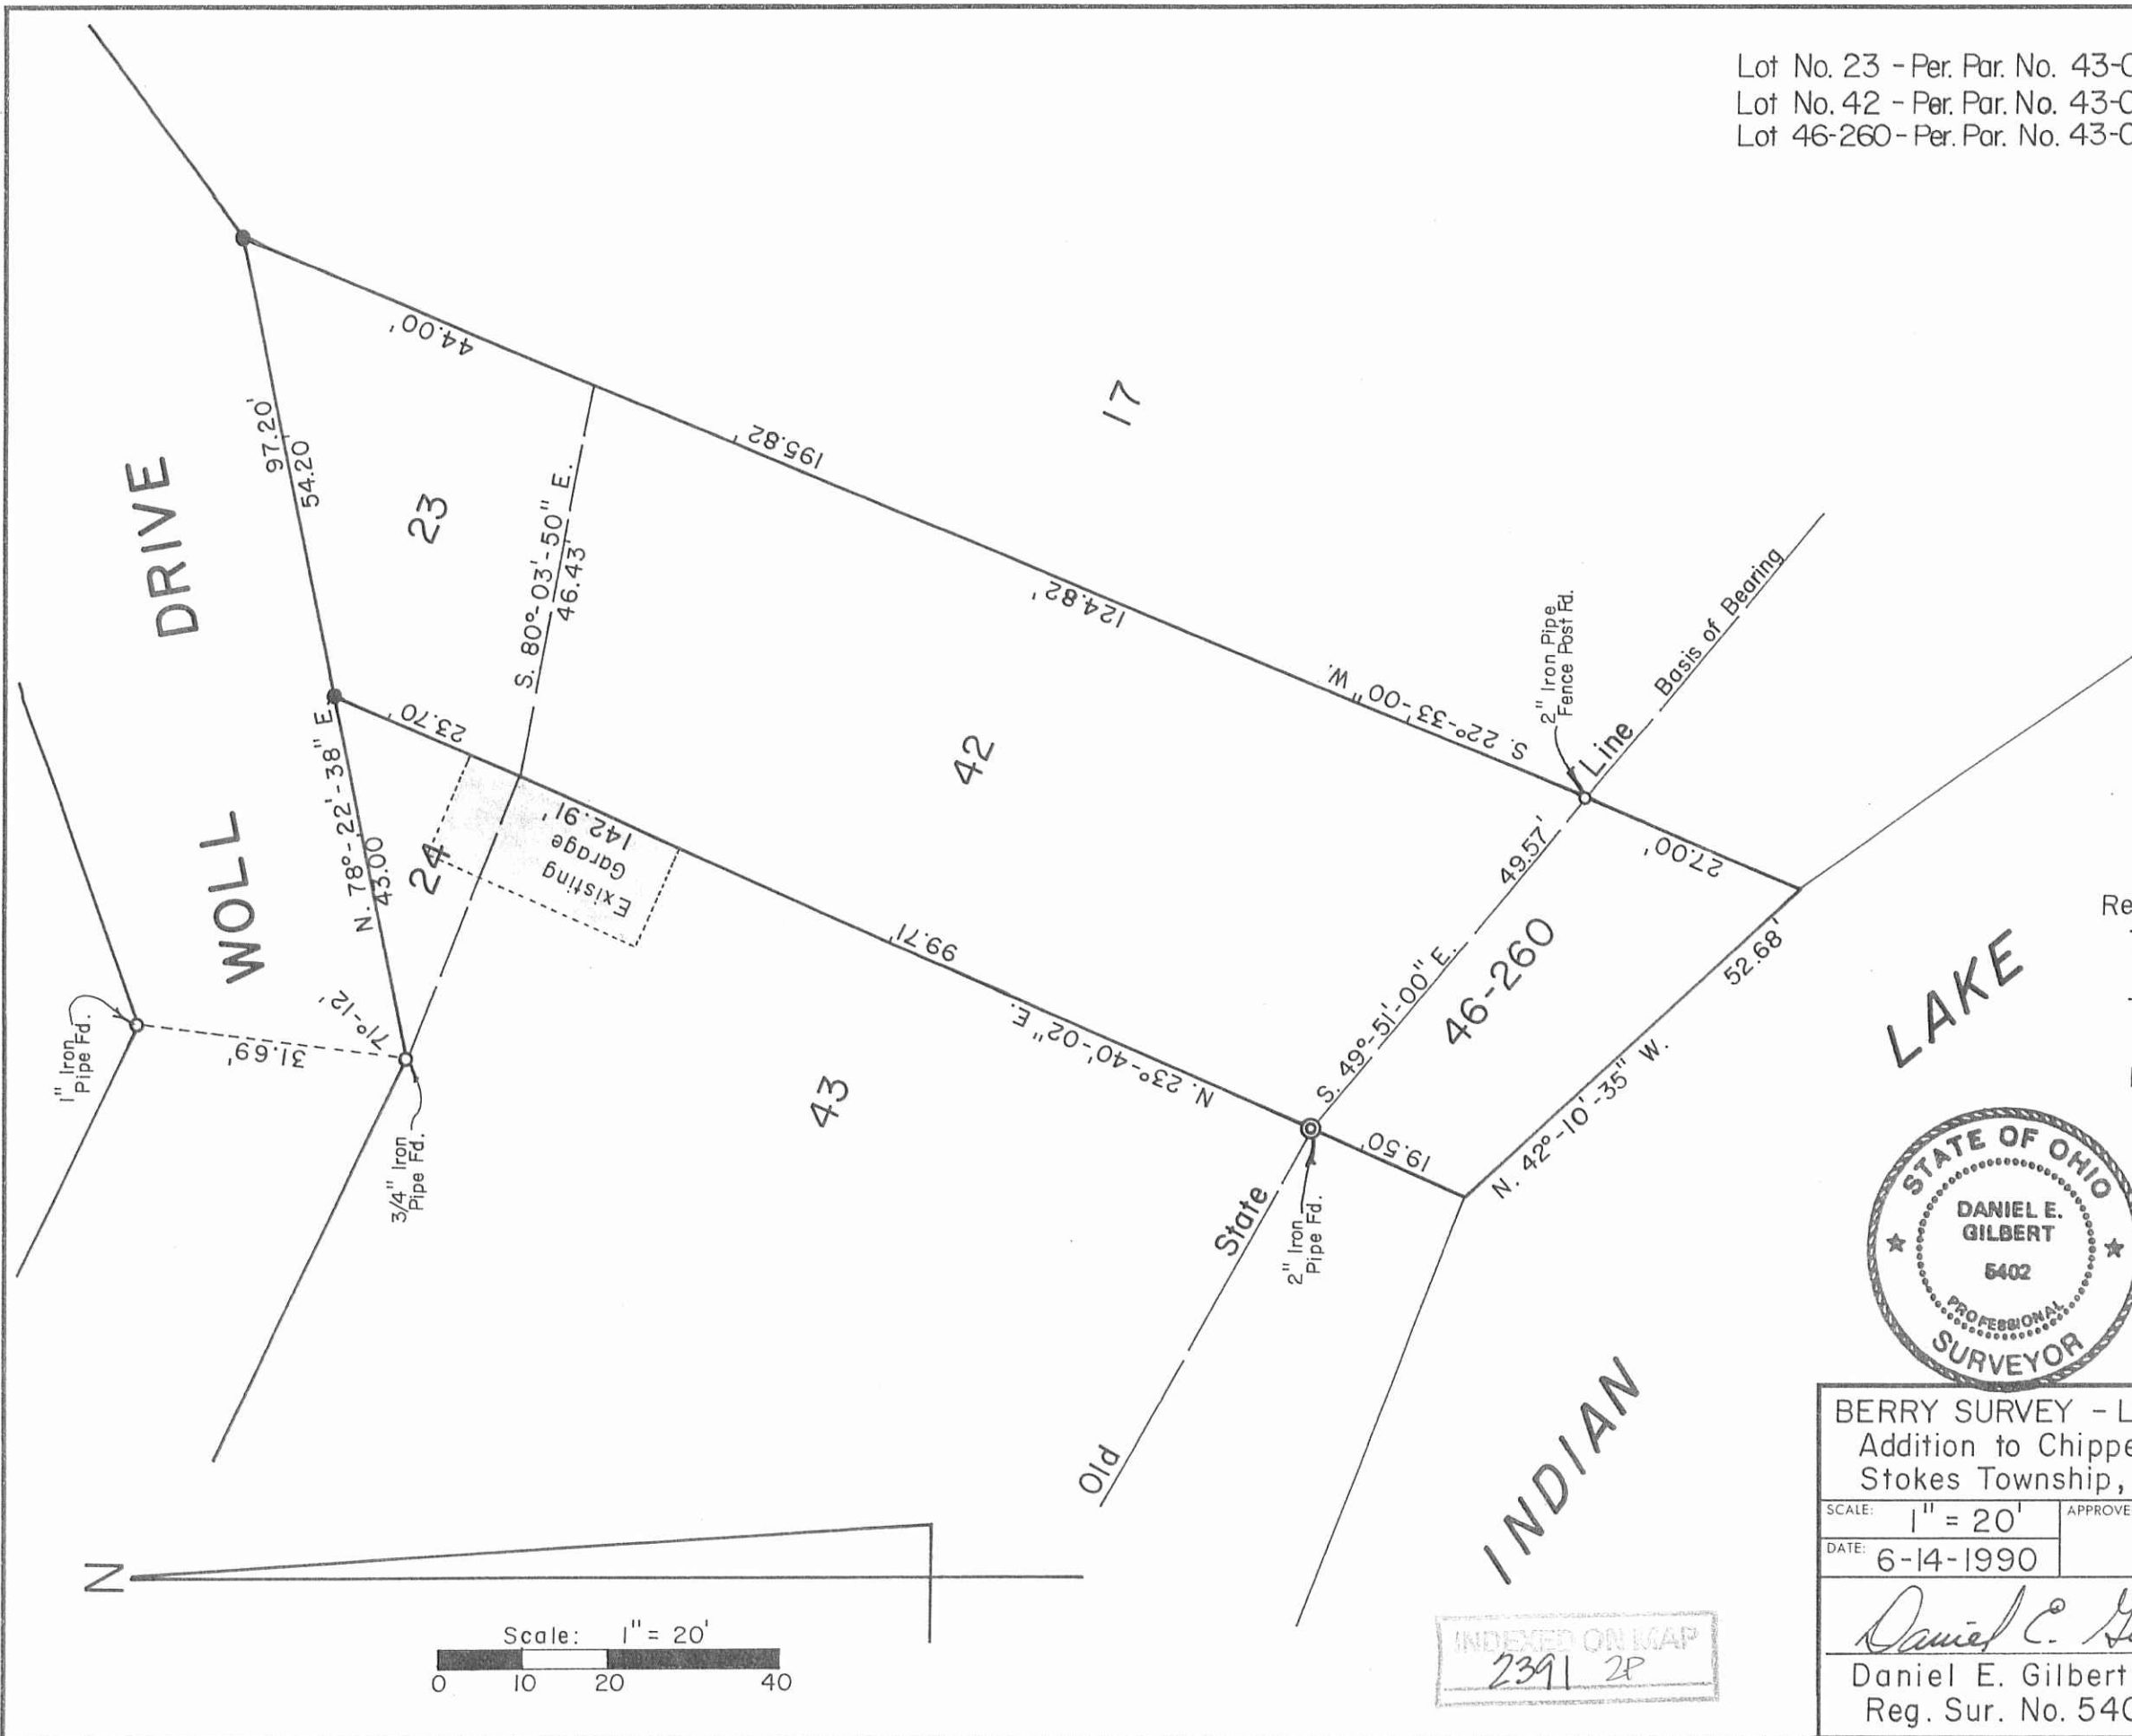 Lot No. 23 - Per. Par. No. 43-0
Lot No. 42 - Per. Par. No. 43-0
Lot 46-260 - Per. Par. No. 43-0
44.00'
97.20'
54.20'
195.82'
17
WOLL DRIVE
23
S. 80°-03'-50" E.
46.43'
124.82'
S. 22°-33'-00" W.
2" Iron Pipe
Fence Post Fd.
Basis of Bearing
Old State Line
N. 78°-22'-38" E.
43.00
23.70'
24
142.91'
Existing
Garage
42
99.71'
N. 23°-40'-02" E.
S. 49°-51'-00" E.
49.57'
27.00'
46-260
52.68'
N. 42°-10'-35" W.
19.50'
1" Iron
Pipe Fd.
31.69'
71°-12'
3/4" Iron
Pipe Fd.
43
2" Iron
Pipe Fd.
INDIAN LAKE
Re
STATE OF OHIO
DANIEL E.
GILBERT
5402
PROFESSIONAL
SURVEYOR
N
Scale: 1" = 20'
0 10 20 40
INDEXED ON MAP
2391 2P
BERRY SURVEY - L
Addition to Chippe
Stokes Township,
SCALE: 1" = 20'
APPROVE
DATE: 6-14-1990
Daniel E. G
Daniel E. Gilbert
Reg. Sur. No. 540